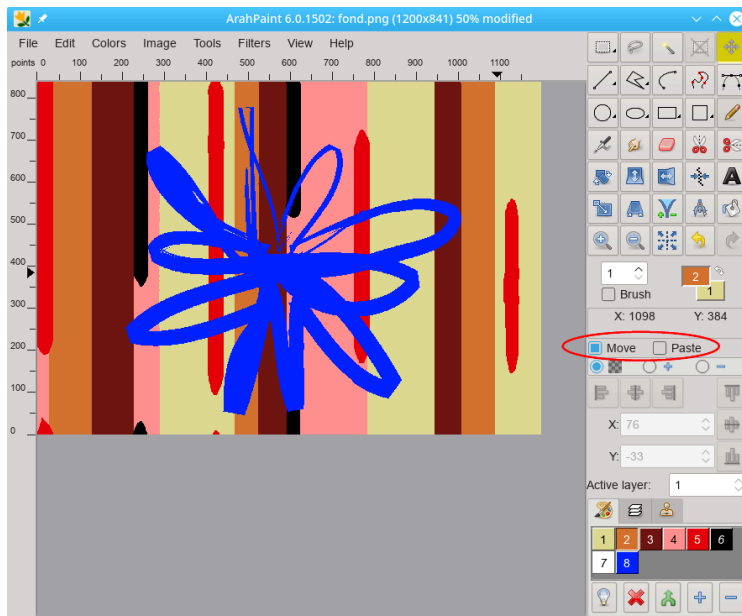 ArahPaint 6.0.1502: fond.png (1200x841) 50% modified
File Edit Colors Image Tools Filters View Help
points 0 100 200 300 400 500 600 700 800 900 1000 1100
800
700
600
500
400
300
200
100
0
A
1
Brush
2
1
X: 1098 Y: 384
Move Paste
X: 76
Y: -33
Active layer: 1
1 2 3 4 5 6
7 8